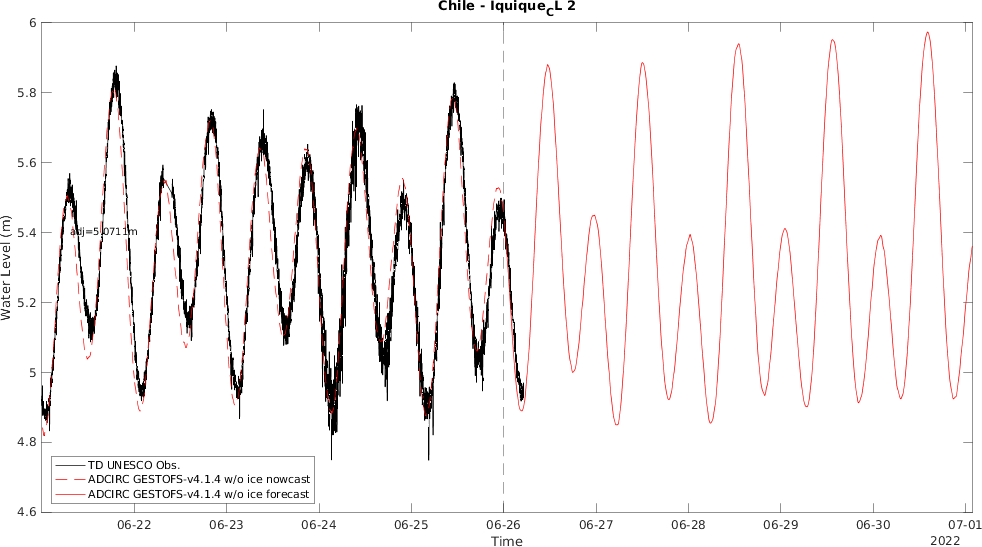 Chile - Iquique_CL 2
Water Level (m)
6
5.8
5.6
5.4
5.2
5
4.8
4.6
adj=5.0711m
TD UNESCO Obs.
ADCIRC GESTOFS-v4.1.4 w/o ice nowcast
ADCIRC GESTOFS-v4.1.4 w/o ice forecast
06-22 06-23 06-24 06-25 06-26 06-27 06-28 06-29 06-30 07-01
Time
2022